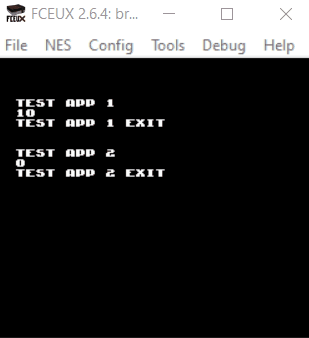 FCEUX 2.6.4: br...
File NES Config Tools Debug Help
TEST APP 1
10
TEST APP 1 EXIT
TEST APP 2
0
TEST APP 2 EXIT